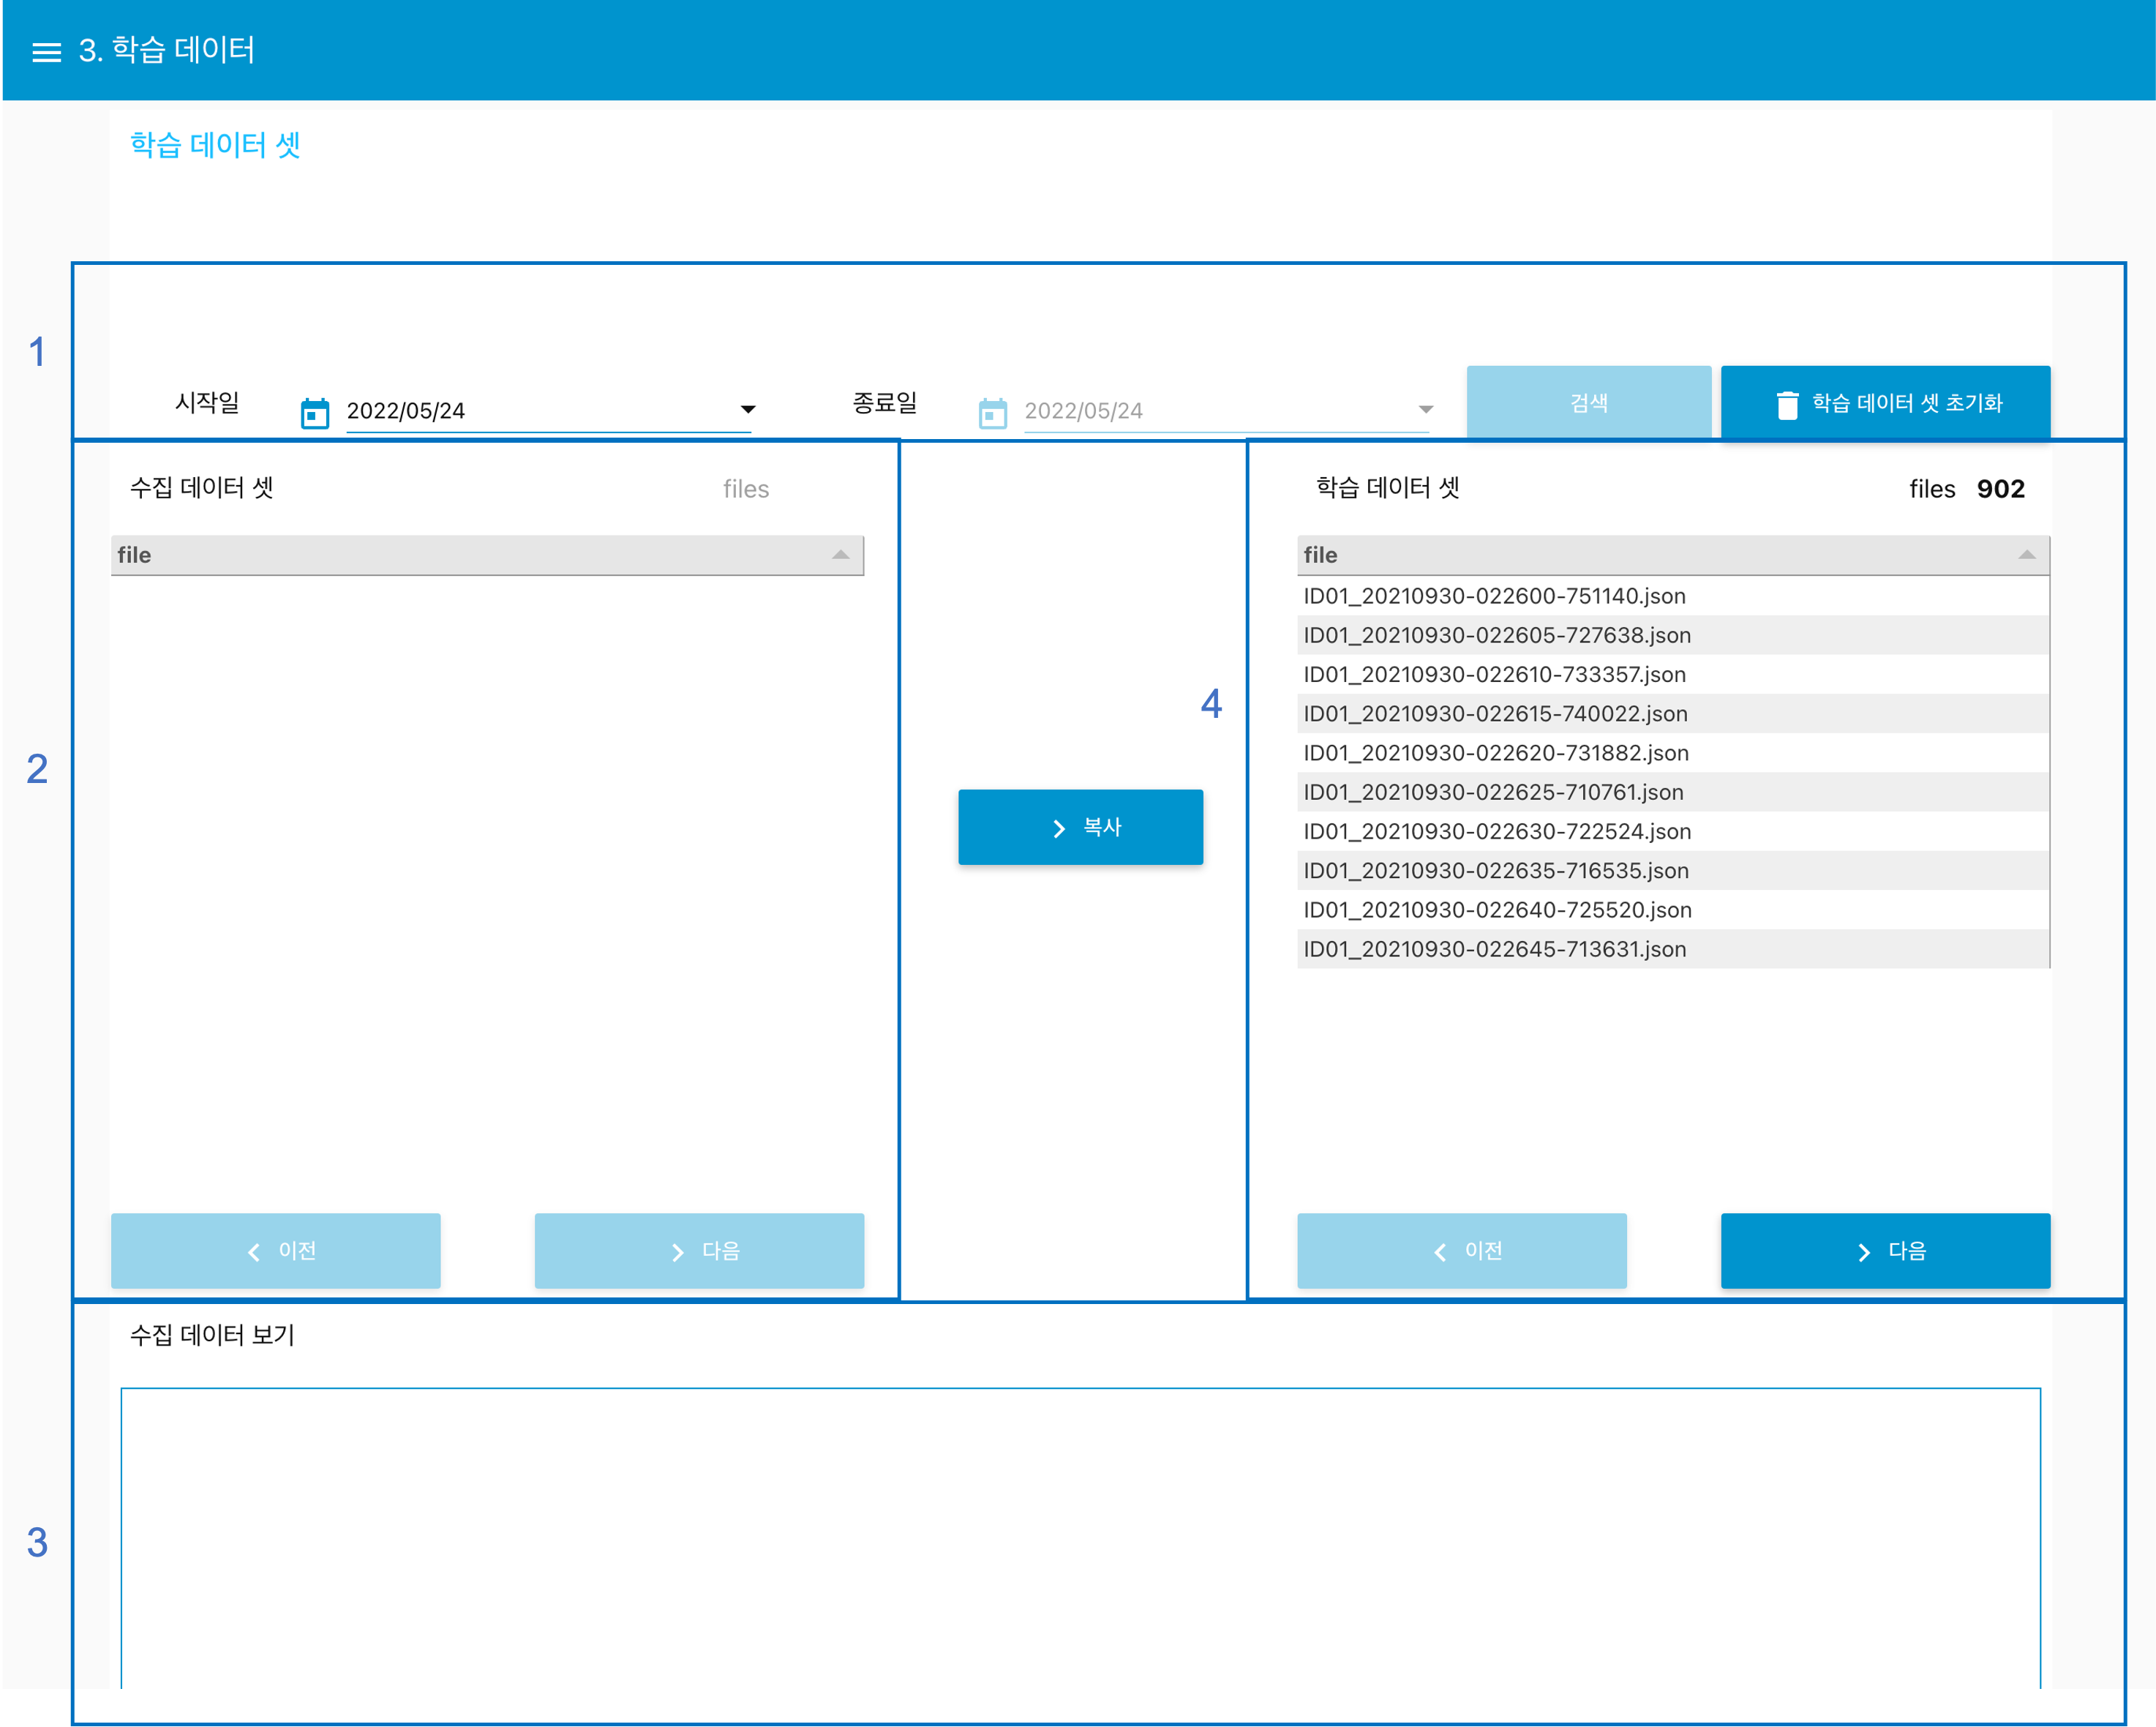 3. 학습 데이터
학습 데이터 셋
1
시작일 2022/05/24 종료일 2022/05/24 검색 학습 데이터 셋 초기화
수집 데이터 셋 files
file
2
이전 다음
4
복사
학습 데이터 셋 files 902
file
ID01_20210930-022600-751140.json
ID01_20210930-022605-727638.json
ID01_20210930-022610-733357.json
ID01_20210930-022615-740022.json
ID01_20210930-022620-731882.json
ID01_20210930-022625-710761.json
ID01_20210930-022630-722524.json
ID01_20210930-022635-716535.json
ID01_20210930-022640-725520.json
ID01_20210930-022645-713631.json
이전 다음
수집 데이터 보기
3